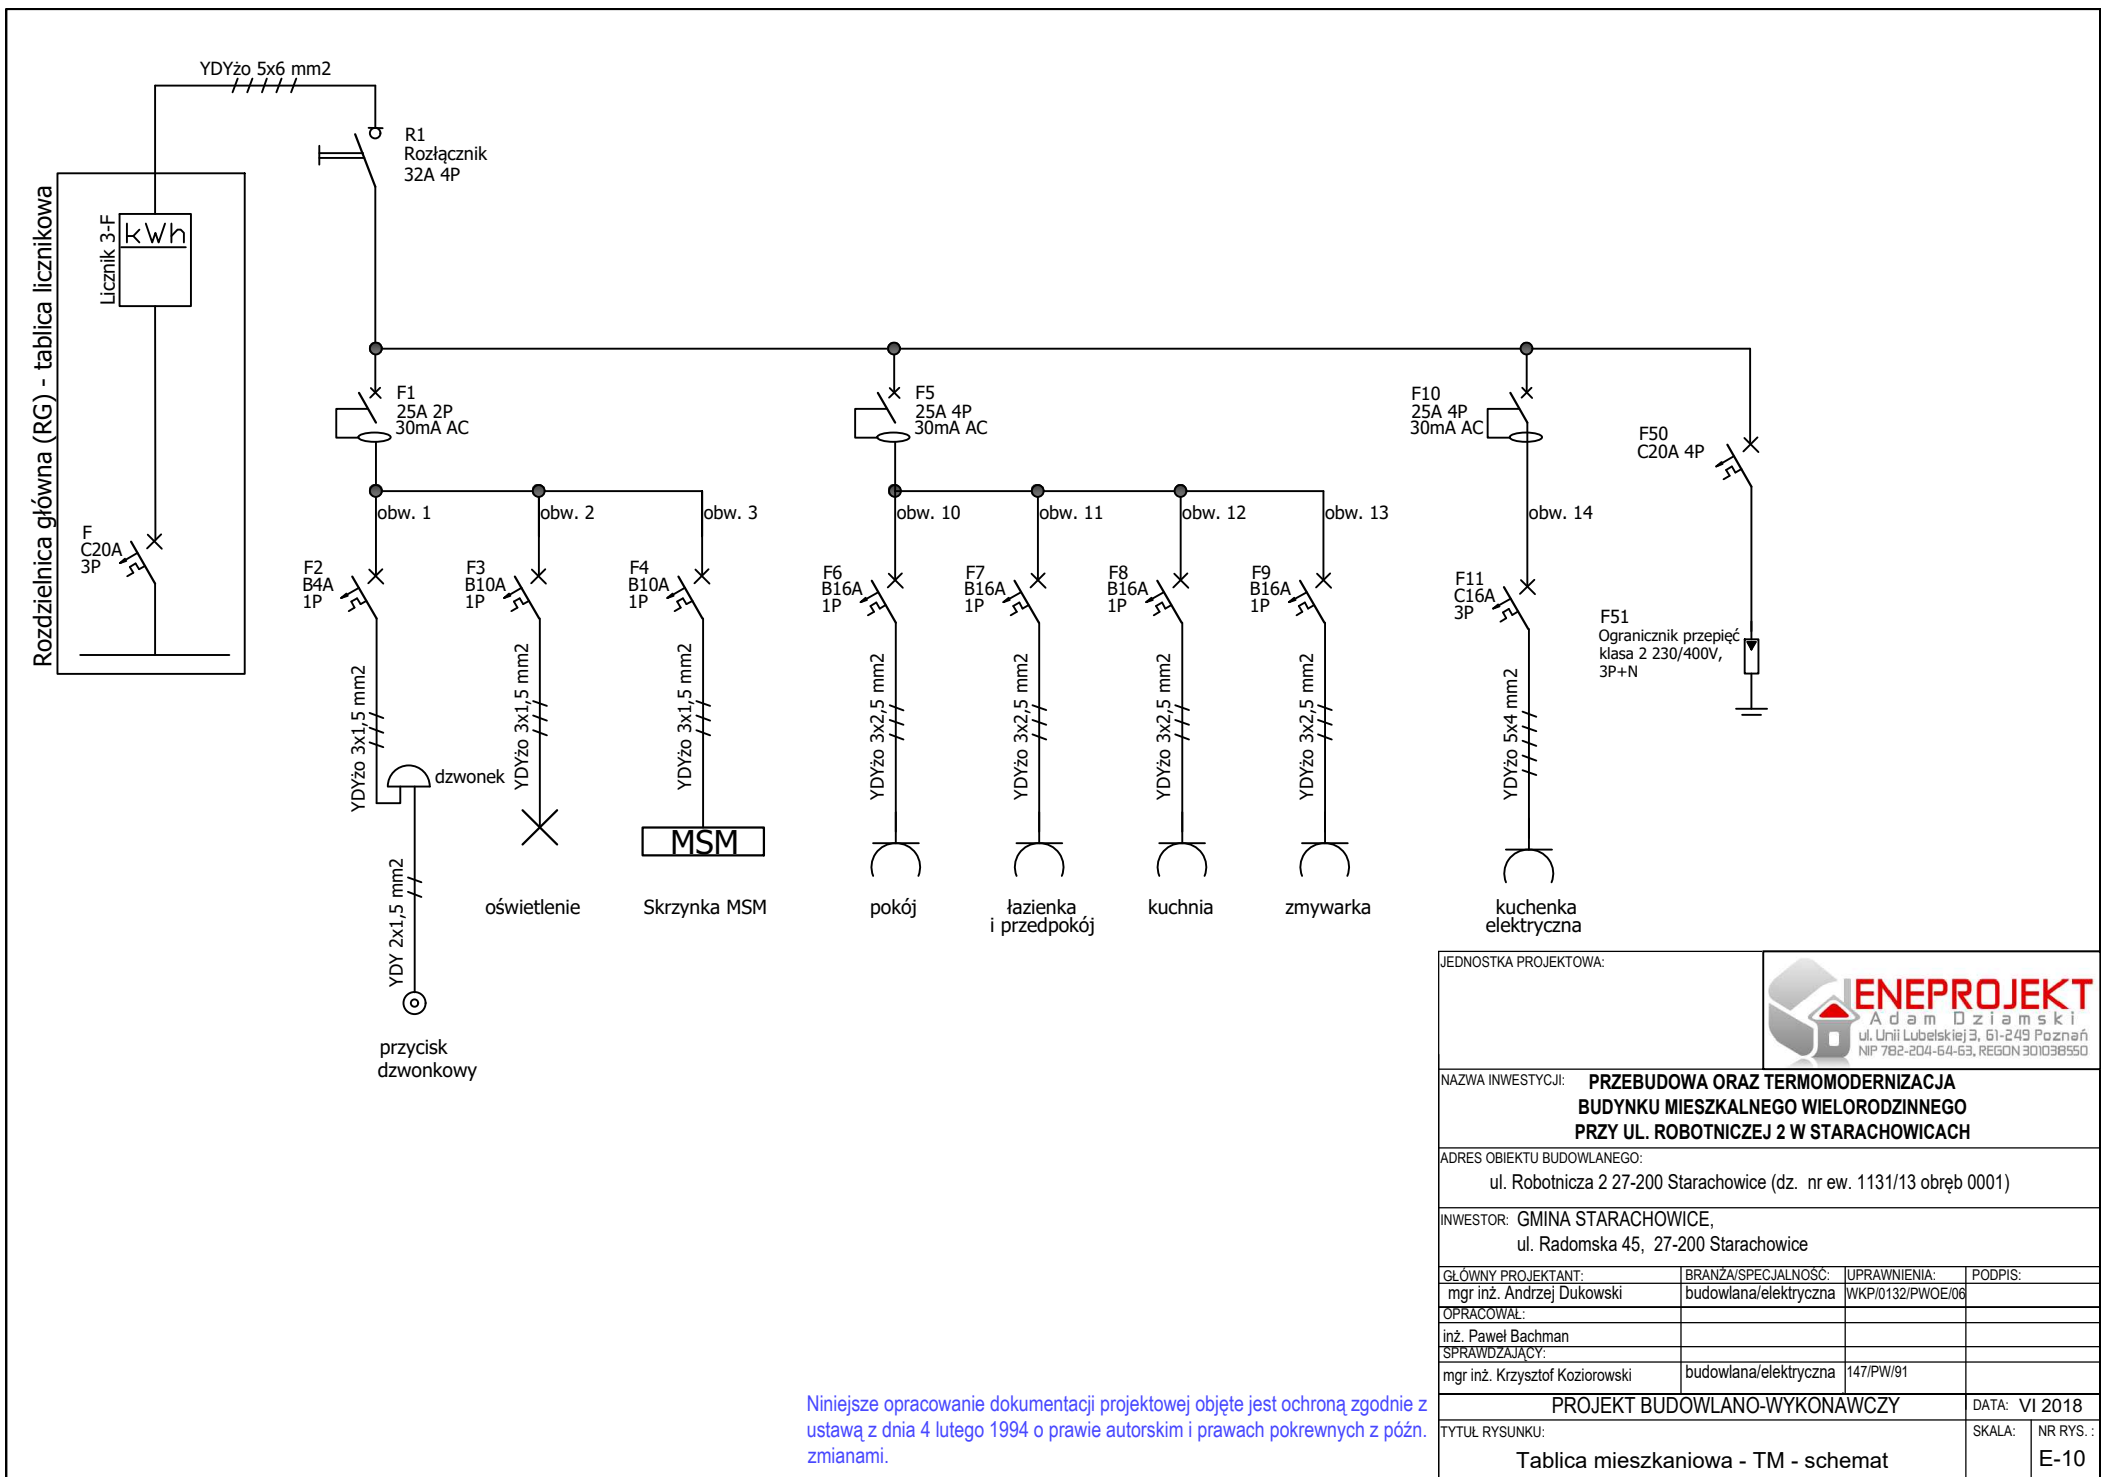 YDYżo 5x6 mm2
R1
Rozłącznik
32A 4P
Rozdzielnica główna (RG) - tablica licznikowa
Licznik 3-F
kWh
F
C20A
3P
F1
25A 2P
30mA AC
F5
25A 4P
30mA AC
F10
25A 4P
30mA AC
F50
C20A 4P
obw. 1
obw. 2
obw. 3
obw. 10
obw. 11
obw. 12
obw. 13
obw. 14
F2
B4A
1P
F3
B10A
1P
F4
B10A
1P
F6
B16A
1P
F7
B16A
1P
F8
B16A
1P
F9
B16A
1P
F11
C16A
3P
F51
Ogranicznik przepięć
klasa 2 230/400V,
3P+N
YDYżo 3x1,5 mm2
YDYżo 3x1,5 mm2
YDYżo 3x1,5 mm2
YDYżo 3x2,5 mm2
YDYżo 3x2,5 mm2
YDYżo 3x2,5 mm2
YDYżo 3x2,5 mm2
YDYżo 5x4 mm2
dzwonek
MSM
YDY 2x1,5 mm2
oświetlenie
Skrzynka MSM
pokój
łazienka
i przedpokój
kuchnia
zmywarka
kuchenka
elektryczna
przycisk
dzwonkowy
JEDNOSTKA PROJEKTOWA:
ENEPROJEKT
Adam Dziamski
ul. Unii Lubelskiej 3, 61-249 Poznań
NIP 782-204-64-63, REGON 301038550
NAZWA INWESTYCJI: PRZEBUDOWA ORAZ TERMOMODERNIZACJA
BUDYNKU MIESZKALNEGO WIELORODZINNEGO
PRZY UL. ROBOTNICZEJ 2 W STARACHOWICACH
ADRES OBIEKTU BUDOWLANEGO:
ul. Robotnicza 2 27-200 Starachowice (dz. nr ew. 1131/13 obręb 0001)
INWESTOR: GMINA STARACHOWICE,
ul. Radomska 45, 27-200 Starachowice
GŁÓWNY PROJEKTANT: BRANŻA/SPECJALNOŚĆ: UPRAWNIENIA: PODPIS:
mgr inż. Andrzej Dukowski budowlana/elektryczna WKP/0132/PWOE/06
OPRACOWAŁ:
inż. Paweł Bachman
SPRAWDZAJĄCY:
mgr inż. Krzysztof Koziorowski budowlana/elektryczna 147/PW/91
PROJEKT BUDOWLANO-WYKONAWCZY DATA: VI 2018
TYTUŁ RYSUNKU: SKALA: NR RYS. :
Tablica mieszkaniowa - TM - schemat E-10
Niniejsze opracowanie dokumentacji projektowej objęte jest ochroną zgodnie z
ustawą z dnia 4 lutego 1994 o prawie autorskim i prawach pokrewnych z późn.
zmianami.